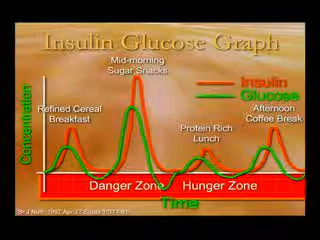 Insulin Glucose Graph
Mid-morning
Sugar Snacks
Insulin
Glucose
Refined Cereal
Breakfast
Afternoon
Coffee Break
Protein Rich
Lunch
Concentration
Danger Zone
Hunger Zone
Time